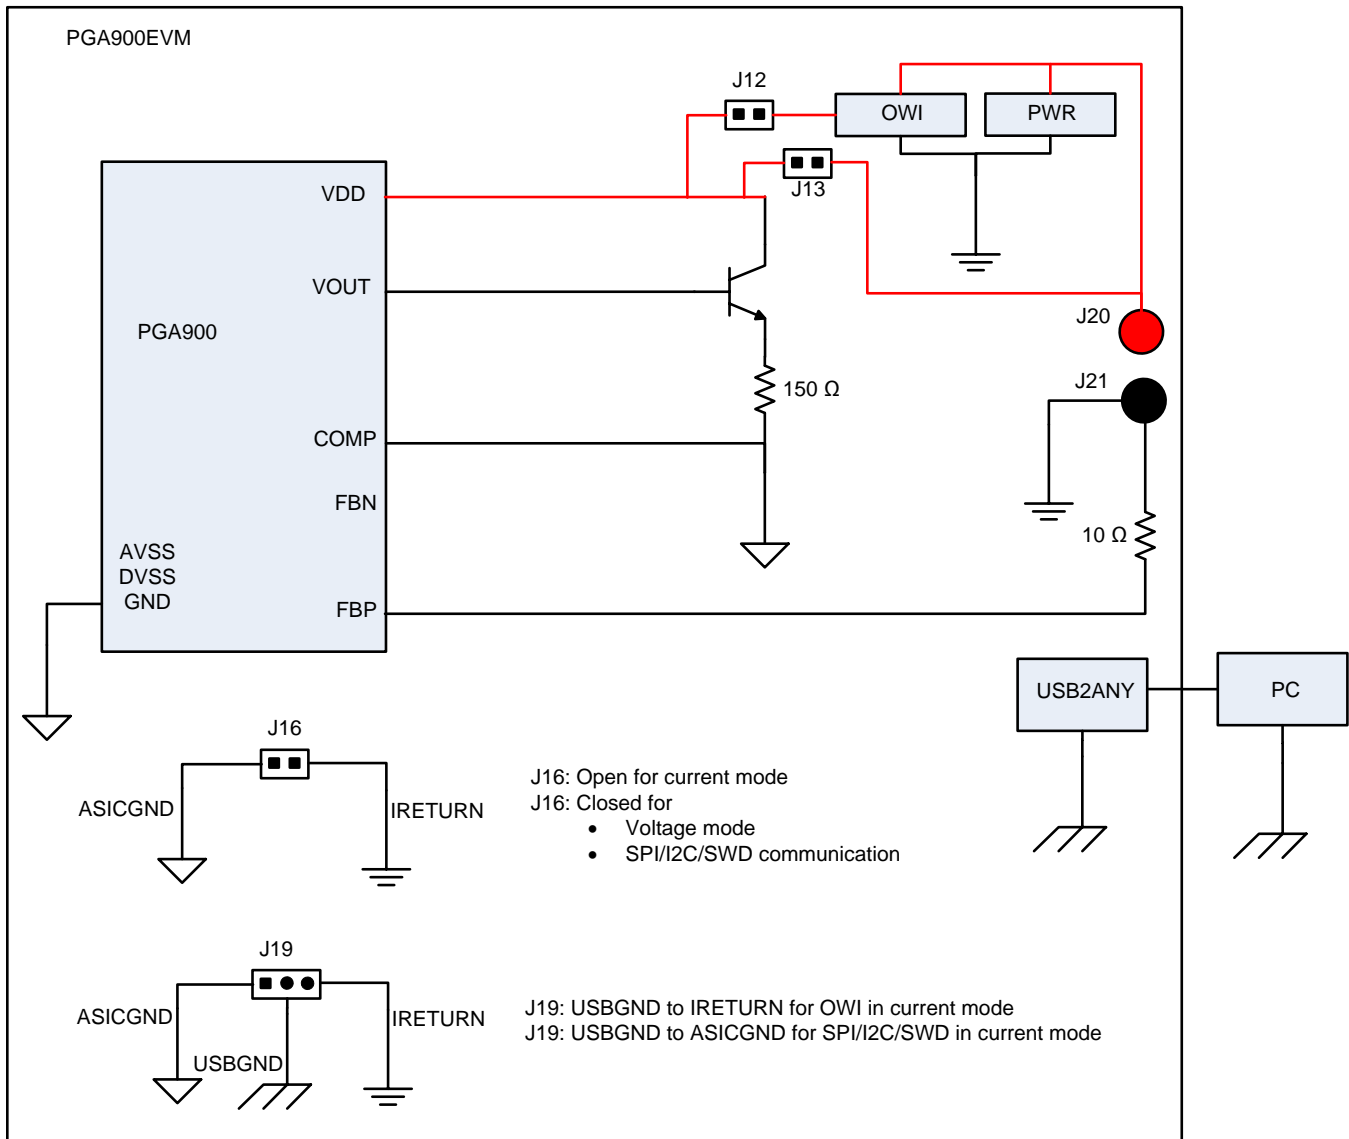 PGA900EVM
J12
OWI
PWR
J13
VDD
VOUT
PGA900
J20
J21
150 Ω
COMP
FBN
10 Ω
AVSS
DVSS
GND
FBP
USB2ANY
PC
J16
ASICGND
IRETURN
J16: Open for current mode
J16: Closed for
• Voltage mode
• SPI/I2C/SWD communication
J19
ASICGND
IRETURN
USBGND
J19: USBGND to IRETURN for OWI in current mode
J19: USBGND to ASICGND for SPI/I2C/SWD in current mode